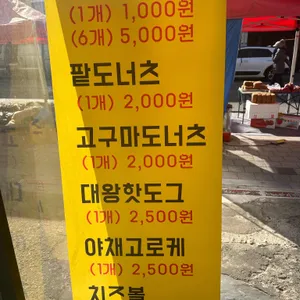 (1개) 1,000원
(6개) 5,000원
팥도너츠
(1개) 2,000원
고구마도너츠
(1개) 2,000원
대왕핫도그
(1개) 2,500원
야채고로케
(1개) 2,500원
치즈볼